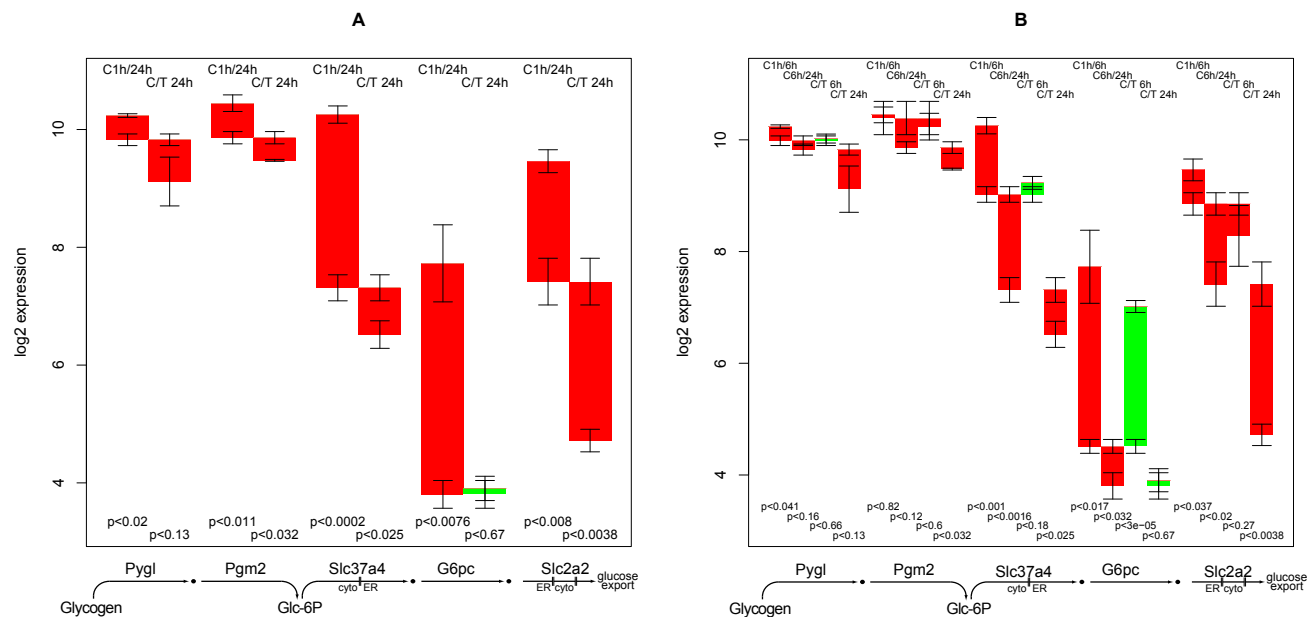 A
C1h/24h C1h/24h C1h/24h C1h/24h C1h/24h
C/T 24h C/T 24h C/T 24h C/T 24h C/T 24h
log2 expression
10
8
6
4
p<0.02 p<0.011 p<0.0002 p<0.0076 p<0.008
p<0.13 p<0.032 p<0.025 p<0.67 p<0.0038
Pygl Pgm2 Slc37a4 G6pc Slc2a2
cyto ER ER cyto glucose export
Glycogen Glc-6P
B
C1h/6h C1h/6h C1h/6h C1h/6h C1h/6h
C6h/24h C6h/24h C6h/24h C6h/24h C6h/24h
C/T 6h C/T 6h C/T 6h C/T 6h C/T 6h
C/T 24h C/T 24h C/T 24h C/T 24h C/T 24h
log2 expression
10
8
6
4
p<0.041 p<0.82 p<0.001 p<0.017 p<0.037
p<0.16 p<0.12 p<0.0016 p<0.032 p<0.02
p<0.66 p<0.6 p<0.18 p<3e−05 p<0.27
p<0.13 p<0.032 p<0.025 p<0.67 p<0.0038
Pygl Pgm2 Slc37a4 G6pc Slc2a2
cyto ER ER cyto glucose export
Glycogen Glc-6P